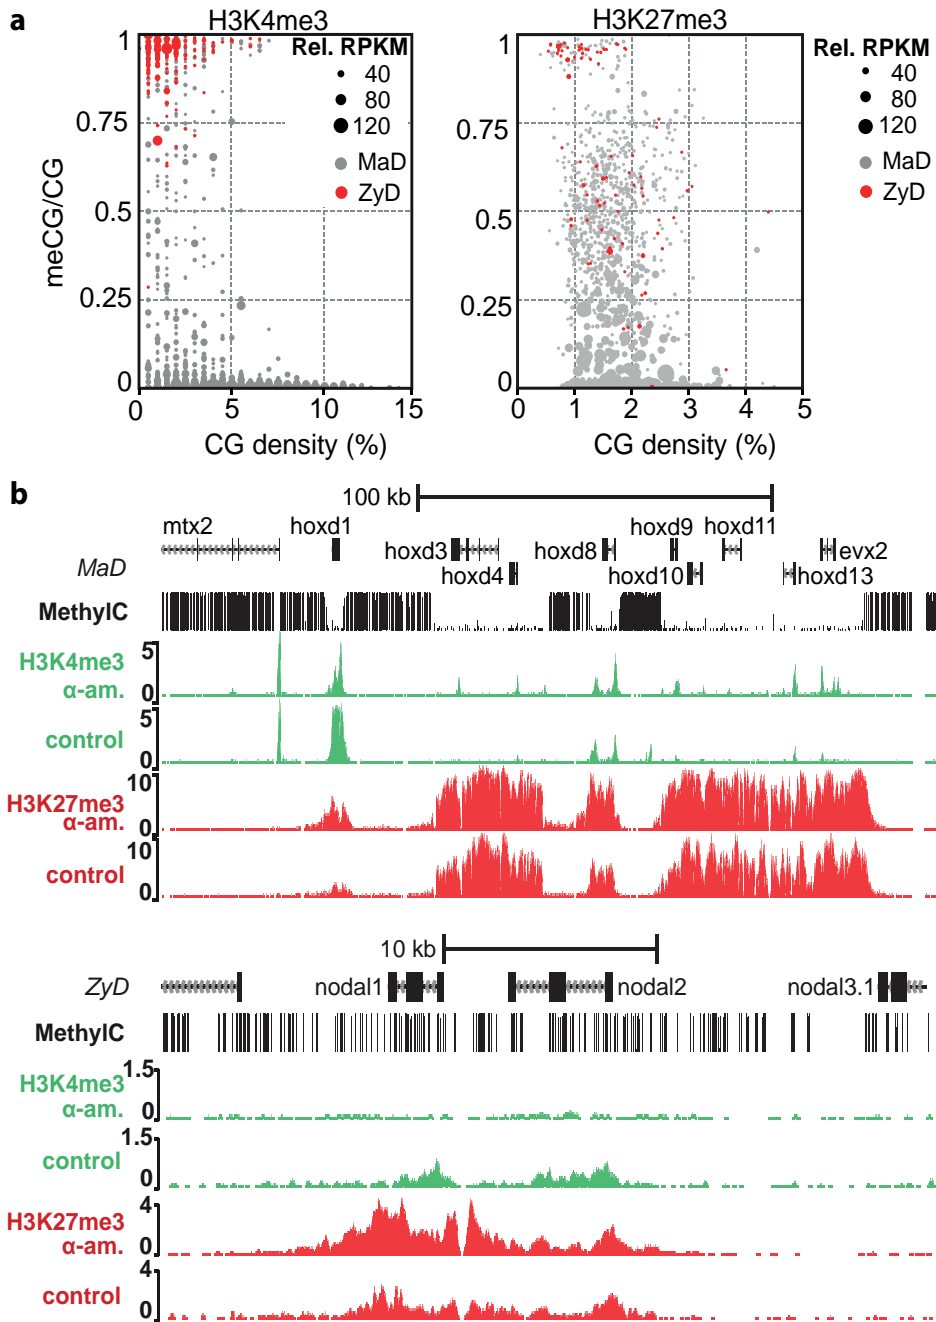 a
H3K4me3
H3K27me3
Rel. RPKM
40
80
120
MaD
ZyD
Rel. RPKM
40
80
120
MaD
ZyD
meCG/CG
1
0.75
0.5
0.25
0
0
5
10
15
CG density (%)
1
0.75
0.5
0.25
0
0
1
2
3
4
5
CG density (%)
b
100 kb
mtx2
hoxd1
hoxd3
hoxd4
hoxd8
hoxd9
hoxd10
hoxd11
hoxd13
evx2
MaD
MethylC
H3K4me3
α-am.
5
0
control
5
0
H3K27me3
α-am.
10
0
control
10
0
10 kb
ZyD
nodal1
nodal2
nodal3.1
MethylC
H3K4me3
α-am.
1.5
0
control
1.5
0
H3K27me3
α-am.
4
0
control
4
0